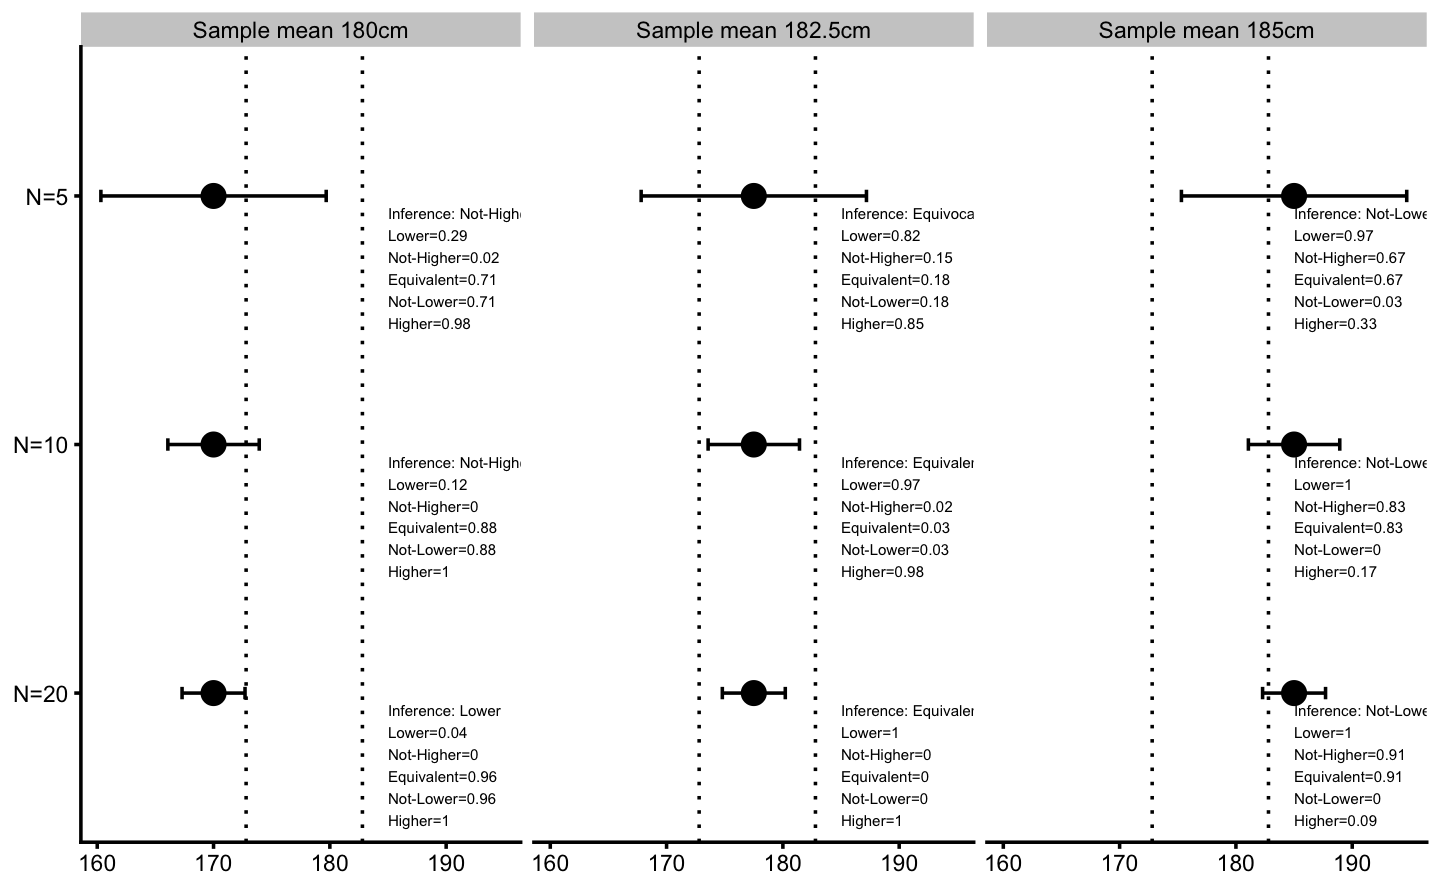 Sample mean 180cm
Sample mean 182.5cm
Sample mean 185cm
N=5
Inference: Not-High
Lower=0.29
Not-Higher=0.02
Equivalent=0.71
Not-Lower=0.71
Higher=0.98
Inference: Equivoca
Lower=0.82
Not-Higher=0.15
Equivalent=0.18
Not-Lower=0.18
Higher=0.85
Inference: Not-Lowe
Lower=0.97
Not-Higher=0.67
Equivalent=0.67
Not-Lower=0.03
Higher=0.33
N=10
Inference: Not-High
Lower=0.12
Not-Higher=0
Equivalent=0.88
Not-Lower=0.88
Higher=1
Inference: Equivaler
Lower=0.97
Not-Higher=0.02
Equivalent=0.03
Not-Lower=0.03
Higher=0.98
Inference: Not-Lowe
Lower=1
Not-Higher=0.83
Equivalent=0.83
Not-Lower=0
Higher=0.17
N=20
Inference: Lower
Lower=0.04
Not-Higher=0
Equivalent=0.96
Not-Lower=0.96
Higher=1
Inference: Equivaler
Lower=1
Not-Higher=0
Equivalent=0
Not-Lower=0
Higher=1
Inference: Not-Lowe
Lower=1
Not-Higher=0.91
Equivalent=0.91
Not-Lower=0
Higher=0.09
160 170 180 190
160 170 180 190
160 170 180 190